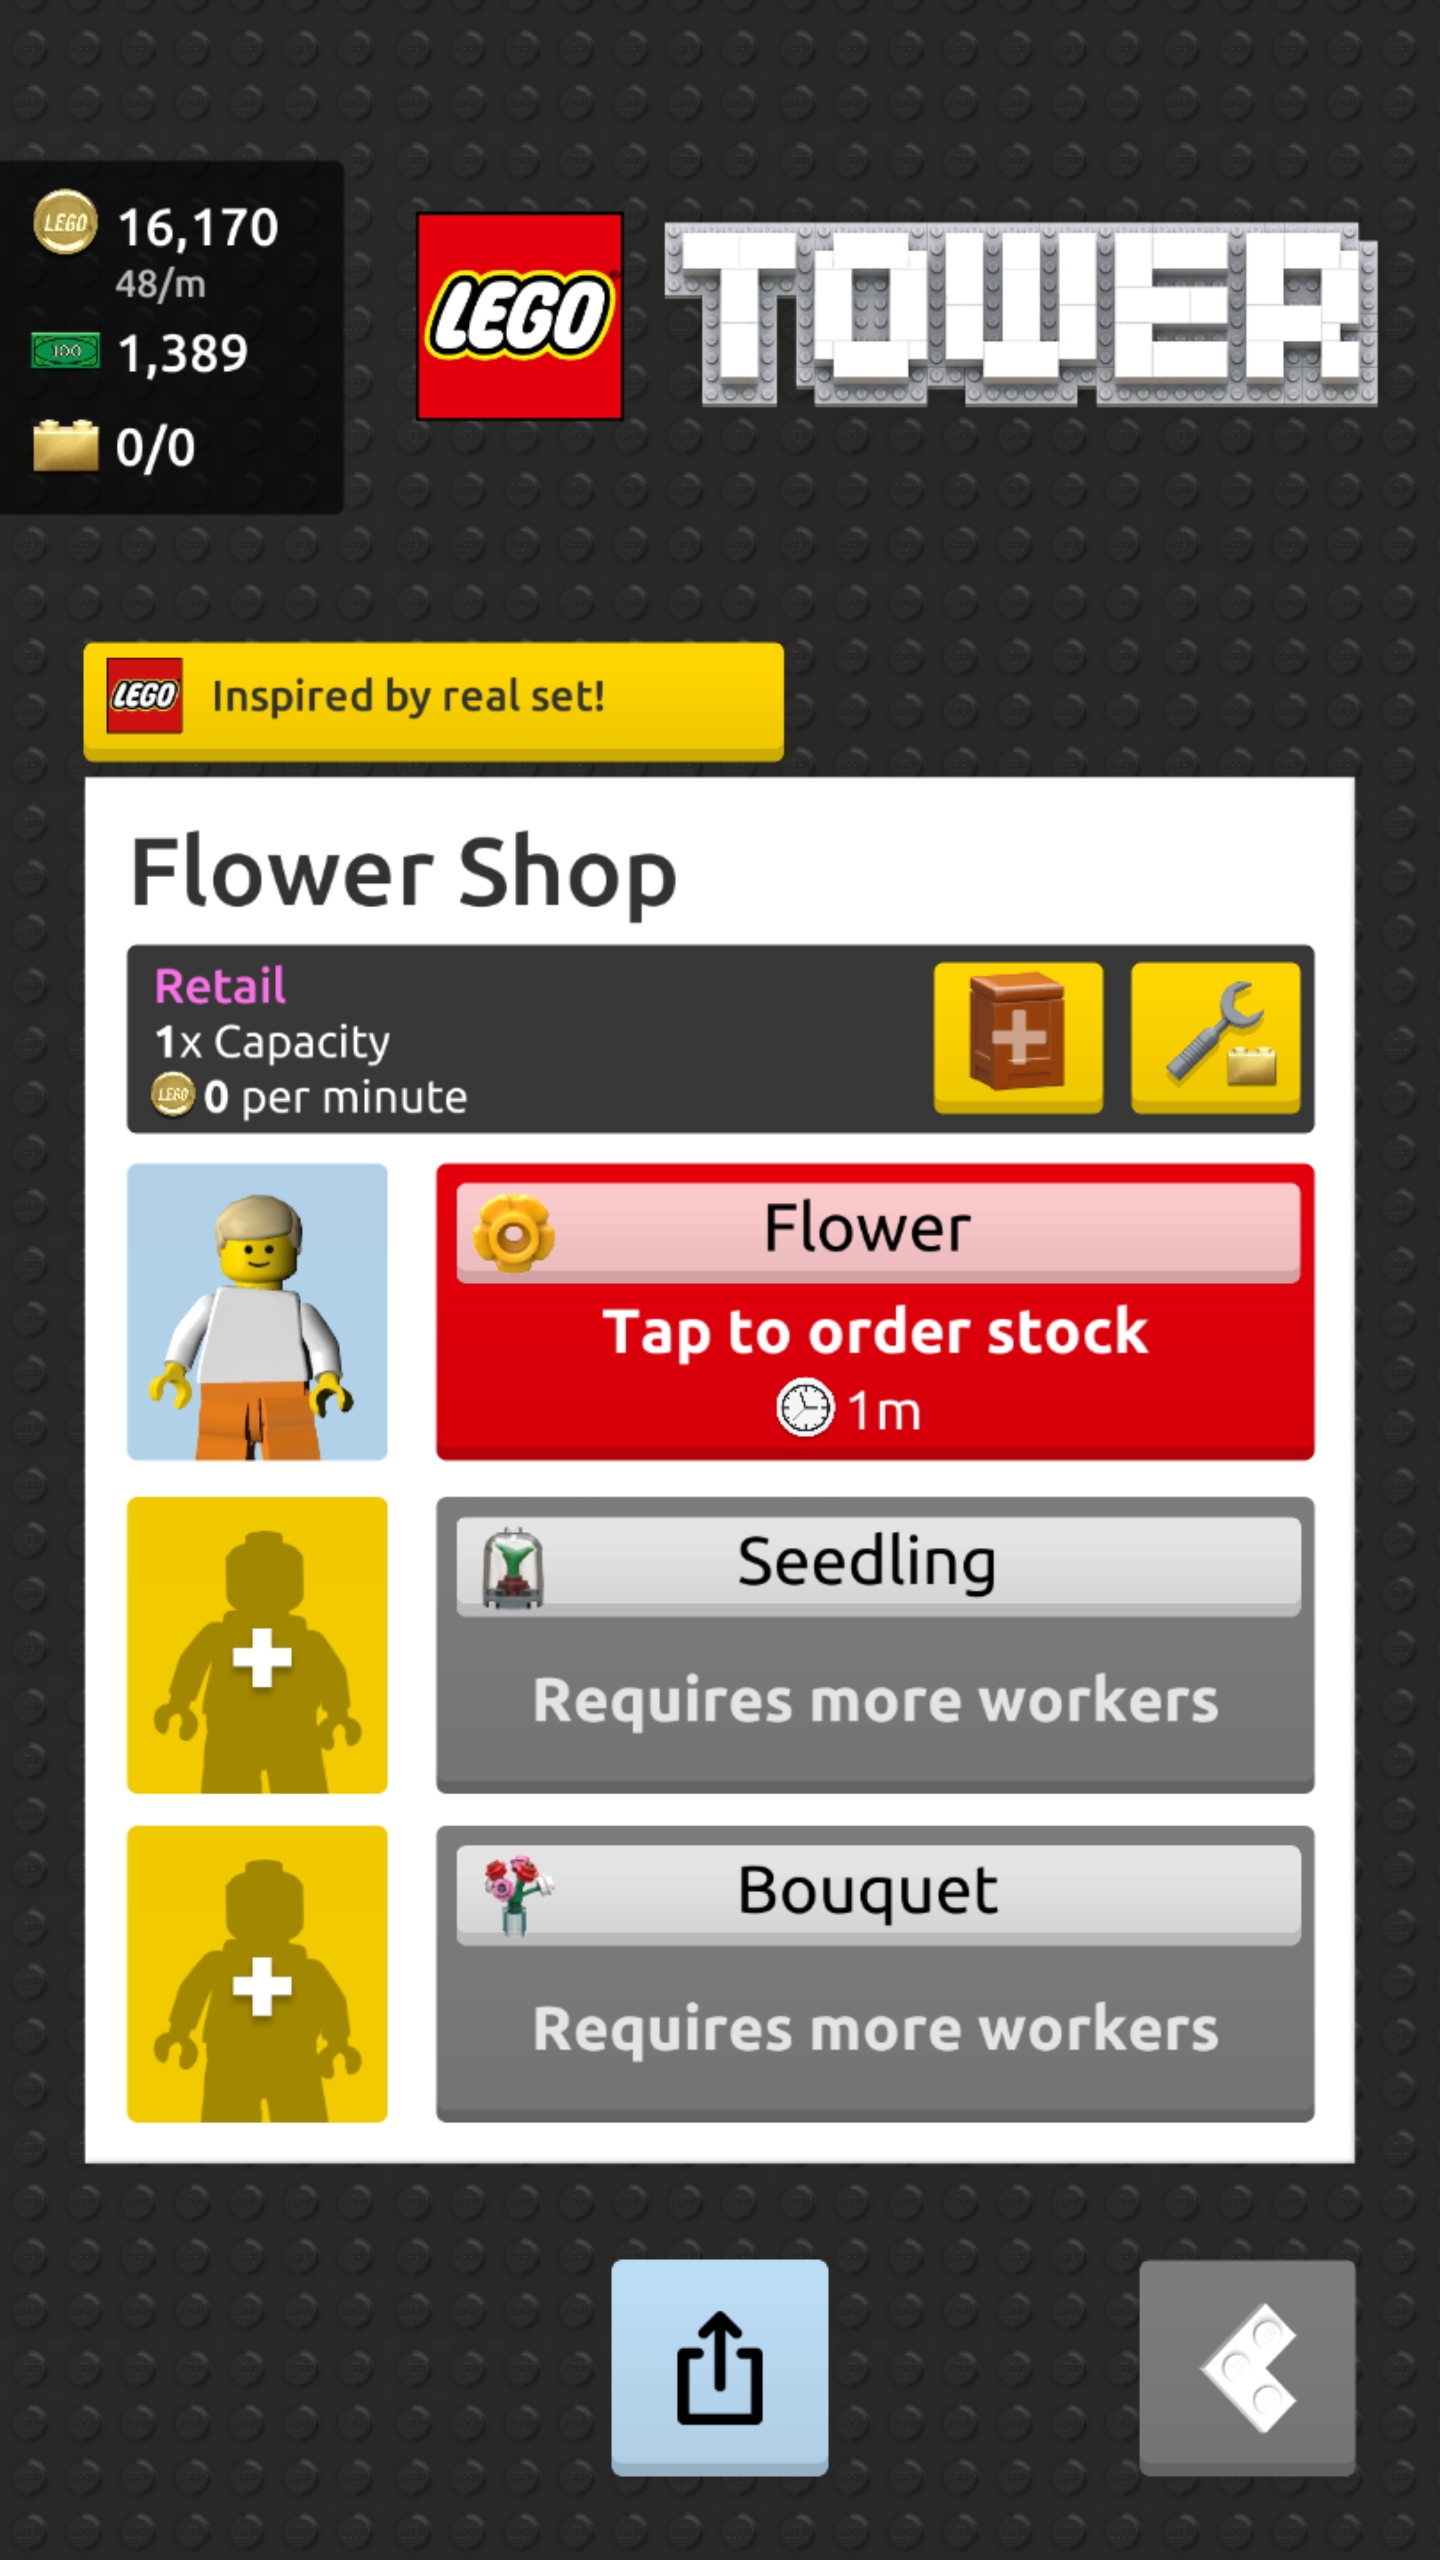 LEGO
16,170
48/m
100
1,389
0/0
LEGO
TOWER
LEGO
Inspired by real set!
Flower Shop
Retail
1x Capacity
LEGO
0 per minute
Flower
Tap to order stock
1m
Seedling
Requires more workers
Bouquet
Requires more workers